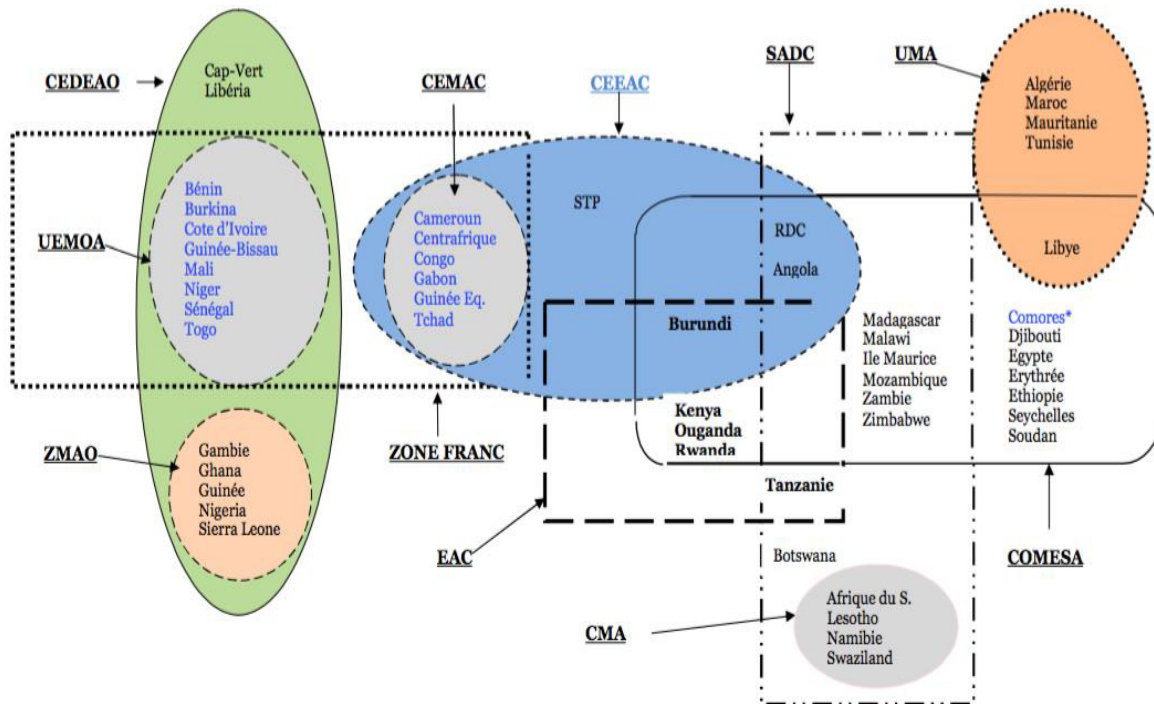 CEDEAO
Cap-Vert
Libéria
CEMAC
CEEAC
SADC
UMA
Algérie
Maroc
Mauritanie
Tunisie
Libye
UEMOA
Bénin
Burkina
Cote d'Ivoire
Guinée-Bissau
Mali
Niger
Sénégal
Togo
Cameroun
Centrafrique
Congo
Gabon
Guinée Eq.
Tchad
STP
RDC
Angola
Burundi
Madagascar
Malawi
Ile Maurice
Mozambique
Zambie
Zimbabwe
Comores*
Djibouti
Egypte
Erythrée
Ethiopie
Seychelles
Soudan
Kenya
Ouganda
Rwanda
ZMAO
Gambie
Ghana
Guinée
Nigeria
Sierra Leone
ZONE FRANC
Tanzanie
EAC
Botswana
COMESA
CMA
Afrique du S.
Lesotho
Namibie
Swaziland